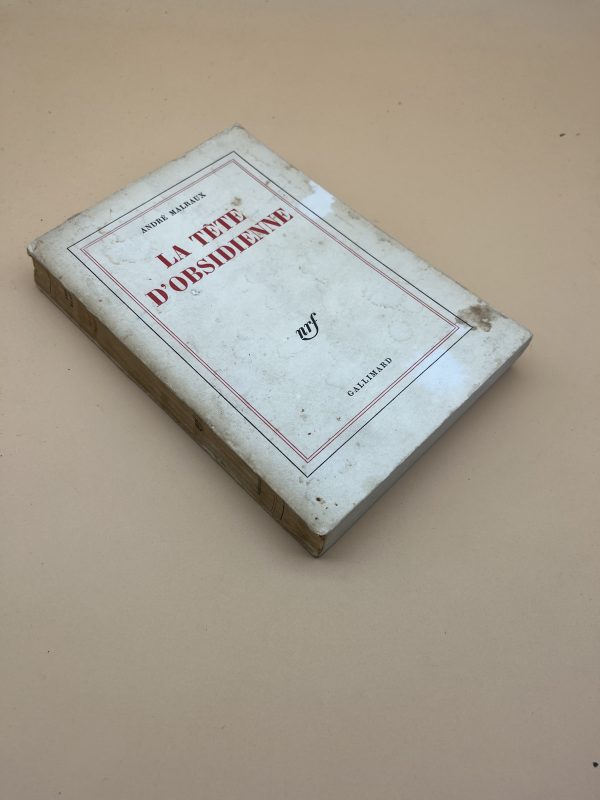 ANDRÉ MALRAUX
LA TÊTE
D'OBSIDIENNE
nrf
GALLIMARD